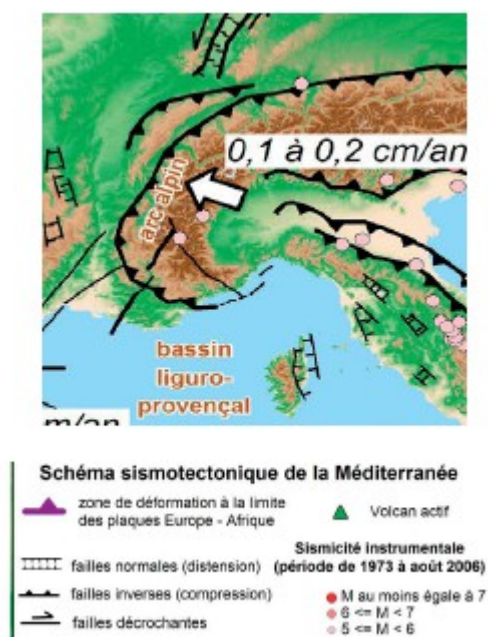 0,1 à 0,2 cm/an
arc alpin
bassin
liguro-
provençal
m/an
Schéma sismotectonique de la Méditerranée
zone de déformation à la limite
des plaques Europe - Afrique
Volcan actif
failles normales (distension)
Sismicité instrumentale
(période de 1973 à août 2006)
failles inverses (compression)
M au moins égale à 7
6 <= M < 7
failles décrochantes
5 <= M < 6